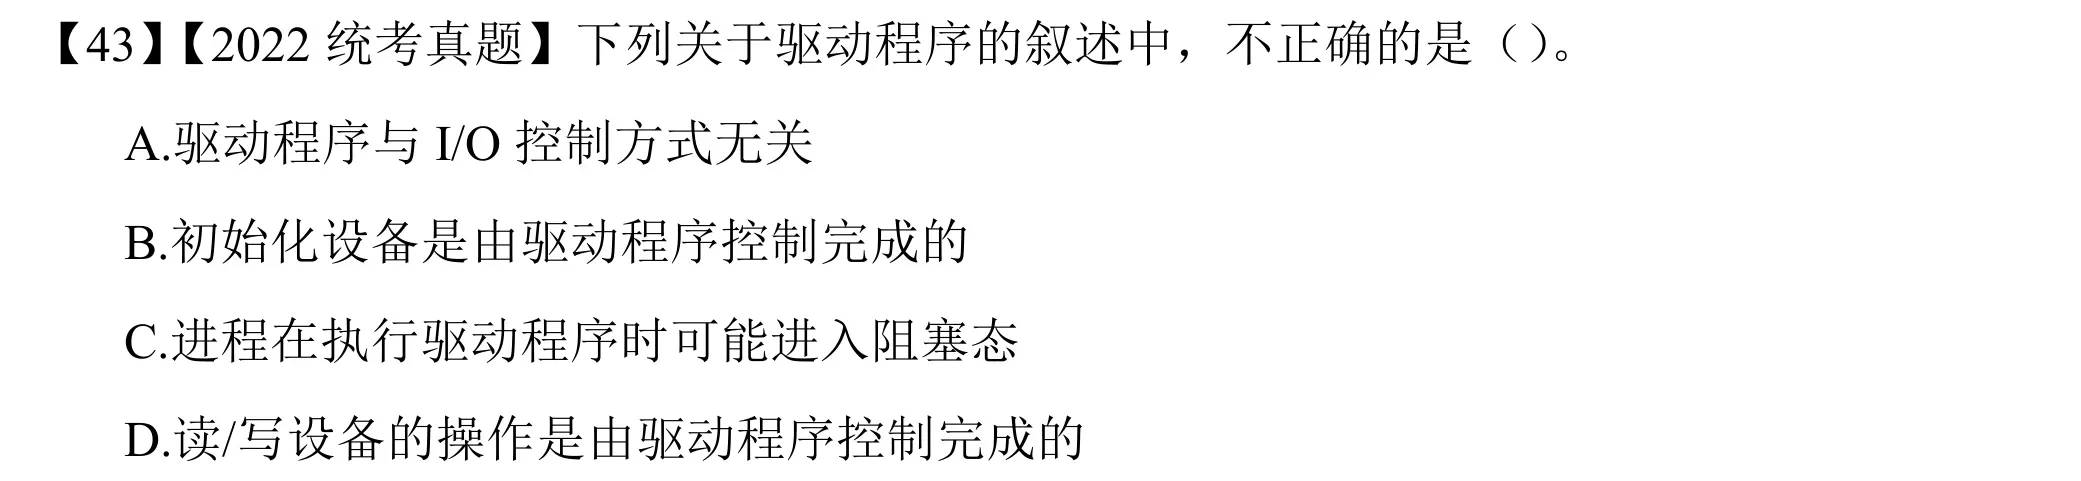 【43】【2022 统考真题】下列关于驱动程序的叙述中，不正确的是（）。
A.驱动程序与 I/O 控制方式无关
B.初始化设备是由驱动程序控制完成的
C.进程在执行驱动程序时可能进入阻塞态
D.读/写设备的操作是由驱动程序控制完成的